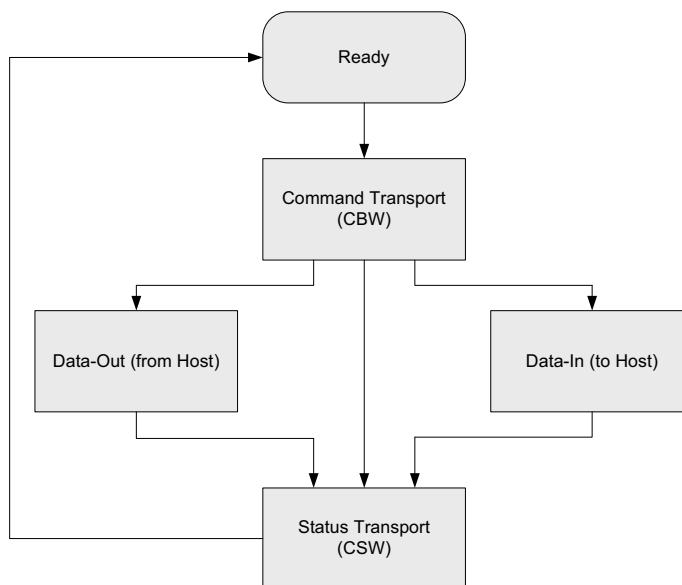 Ready
Command Transport
(CBW)
Data-Out (from Host)
Data-In (to Host)
Status Transport
(CSW)